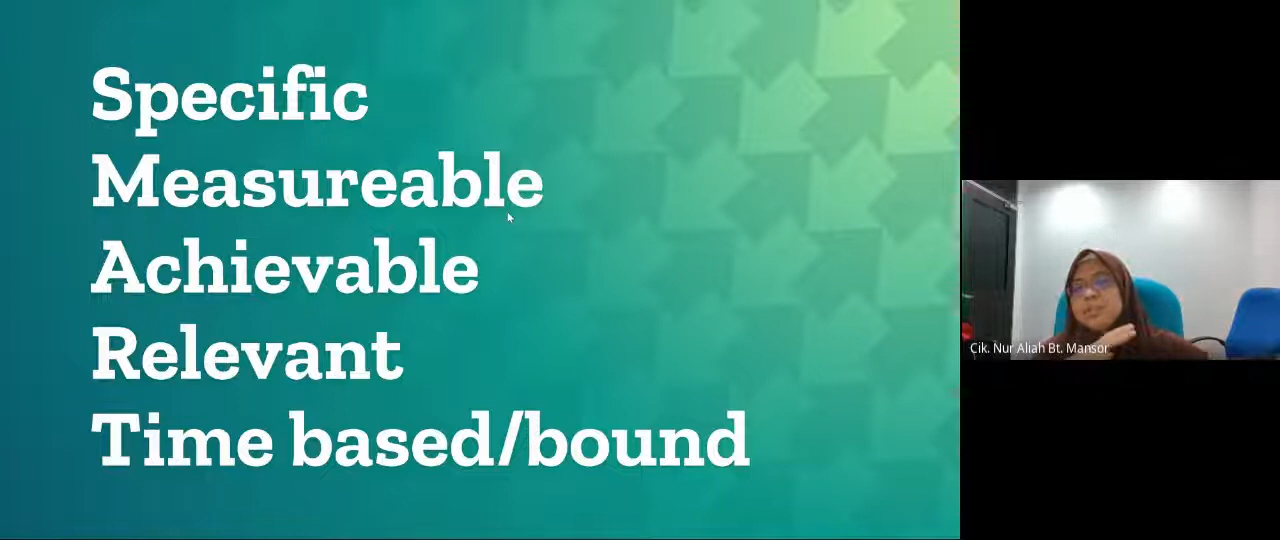 Specific
Measureable
Achievable
Relevant
Time based/bound
Cik. Nur Aliah Bt. Mansor